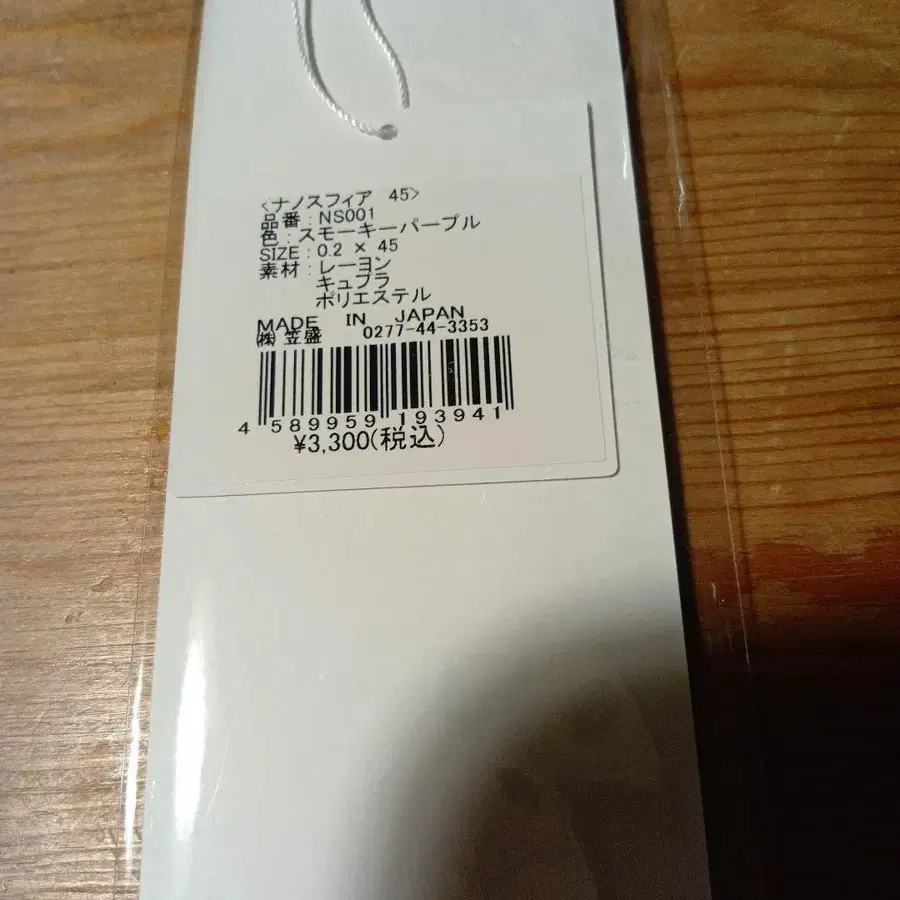 <ナノスフィア 45>
品番:NS001
色:スモーキーパープル
SIZE:0.2 × 45
素材:レーヨン
キュプラ
ポリエステル
MADE IN JAPAN
㈱ 笠盛 0277-44-3353
4 589959 193941
¥3,300(税込)